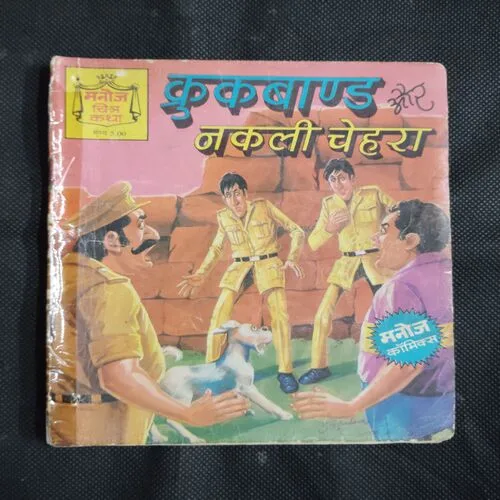 मनोज
चित्र
कथा
मूल्य 5.00
क्रुकबाण्ड और
नकली चेहरा
मनोज
कॉमिक्स